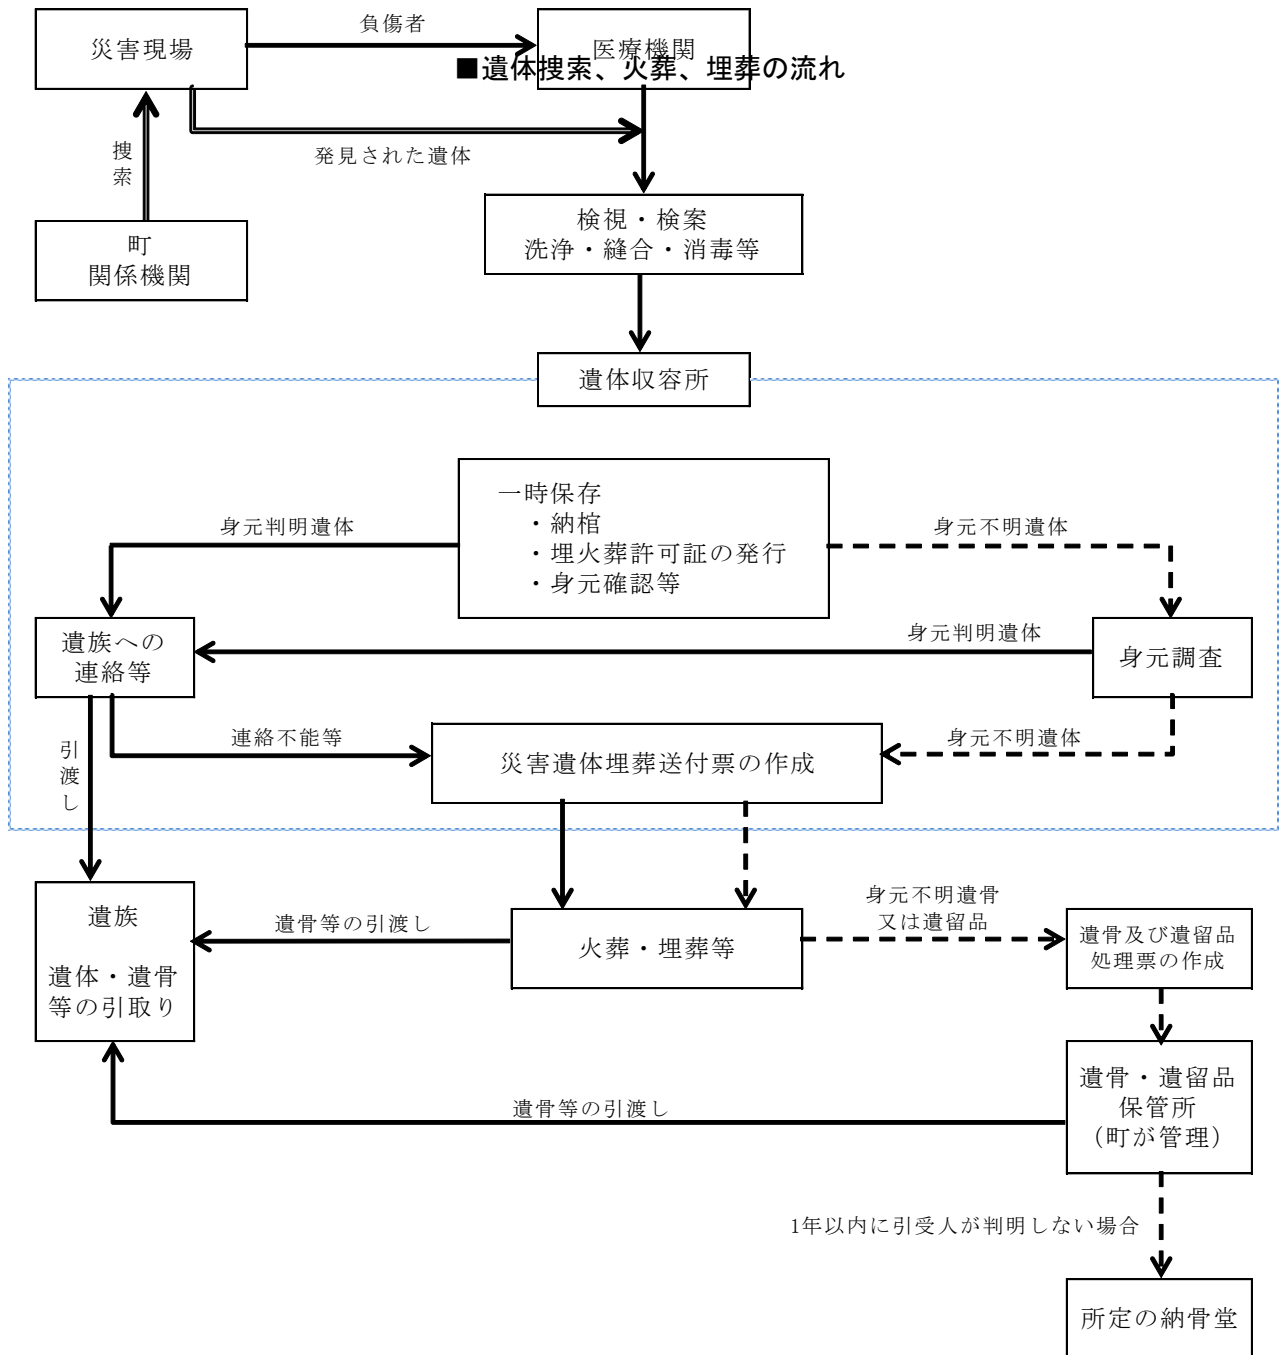 負傷者
災害現場
医療機関
■遺体捜索、火葬、埋葬の流れ
捜索
発見された遺体
町
関係機関
検視・検案
洗浄・縫合・消毒等
遺体収容所
一時保存
・納棺
・埋火葬許可証の発行
・身元確認等
身元判明遺体
身元不明遺体
遺族への
連絡等
身元判明遺体
身元調査
引渡し
連絡不能等
災害遺体埋葬送付票の作成
身元不明遺体
遺族
遺体・遺骨
等の引取り
遺骨等の引渡し
火葬・埋葬等
身元不明遺骨
又は遺留品
遺骨及び遺留品
処理票の作成
遺骨等の引渡し
遺骨・遺留品
保管所
（町が管理）
1年以内に引受人が判明しない場合
所定の納骨堂